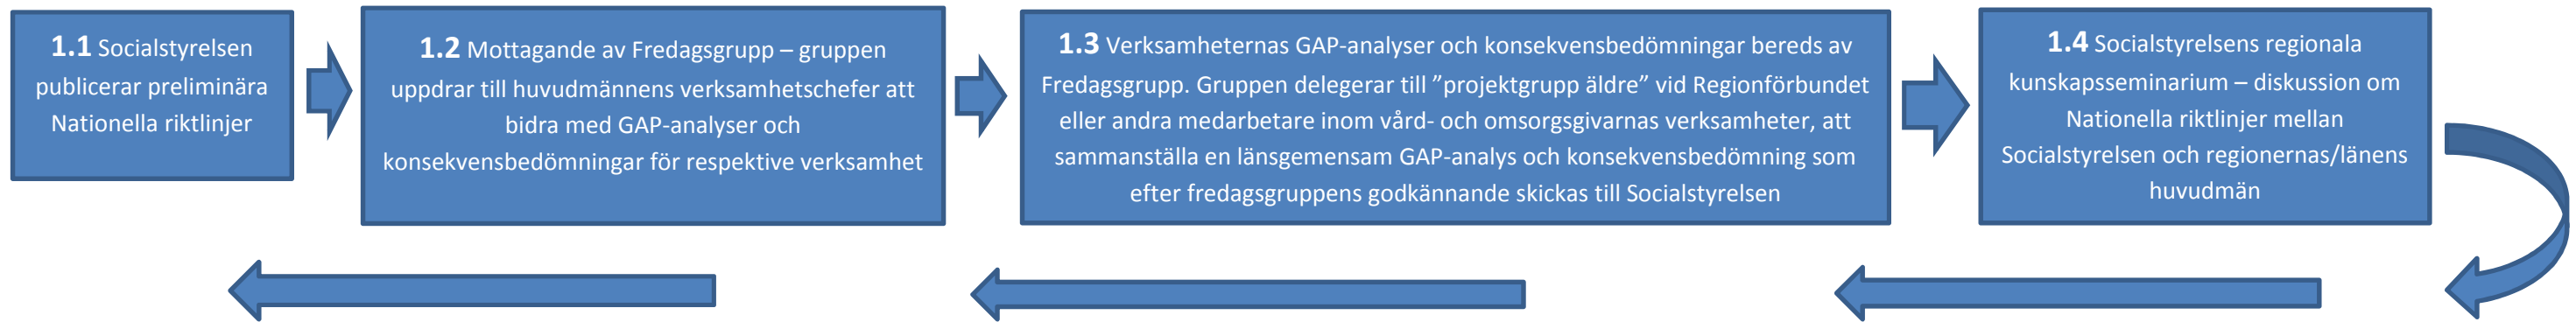 1.1 Socialstyrelsen
publicerar preliminära
Nationella riktlinjer
1.2 Mottagande av Fredagsgrupp – gruppen
uppdrar till huvudmännens verksamhetschefer att
bidra med GAP-analyser och
konsekvensbedömningar för respektive verksamhet
1.3 Verksamheternas GAP-analyser och konsekvensbedömningar bereds av
Fredagsgrupp. Gruppen delegerar till ”projektgrupp äldre” vid Regionförbundet
eller andra medarbetare inom vård- och omsorgsgivarnas verksamheter, att
sammanställa en länsgemensam GAP-analys och konsekvensbedömning som
efter fredagsgruppens godkännande skickas till Socialstyrelsen
1.4 Socialstyrelsens regionala
kunskapsseminarium – diskussion om
Nationella riktlinjer mellan
Socialstyrelsen och regionernas/länens
huvudmän